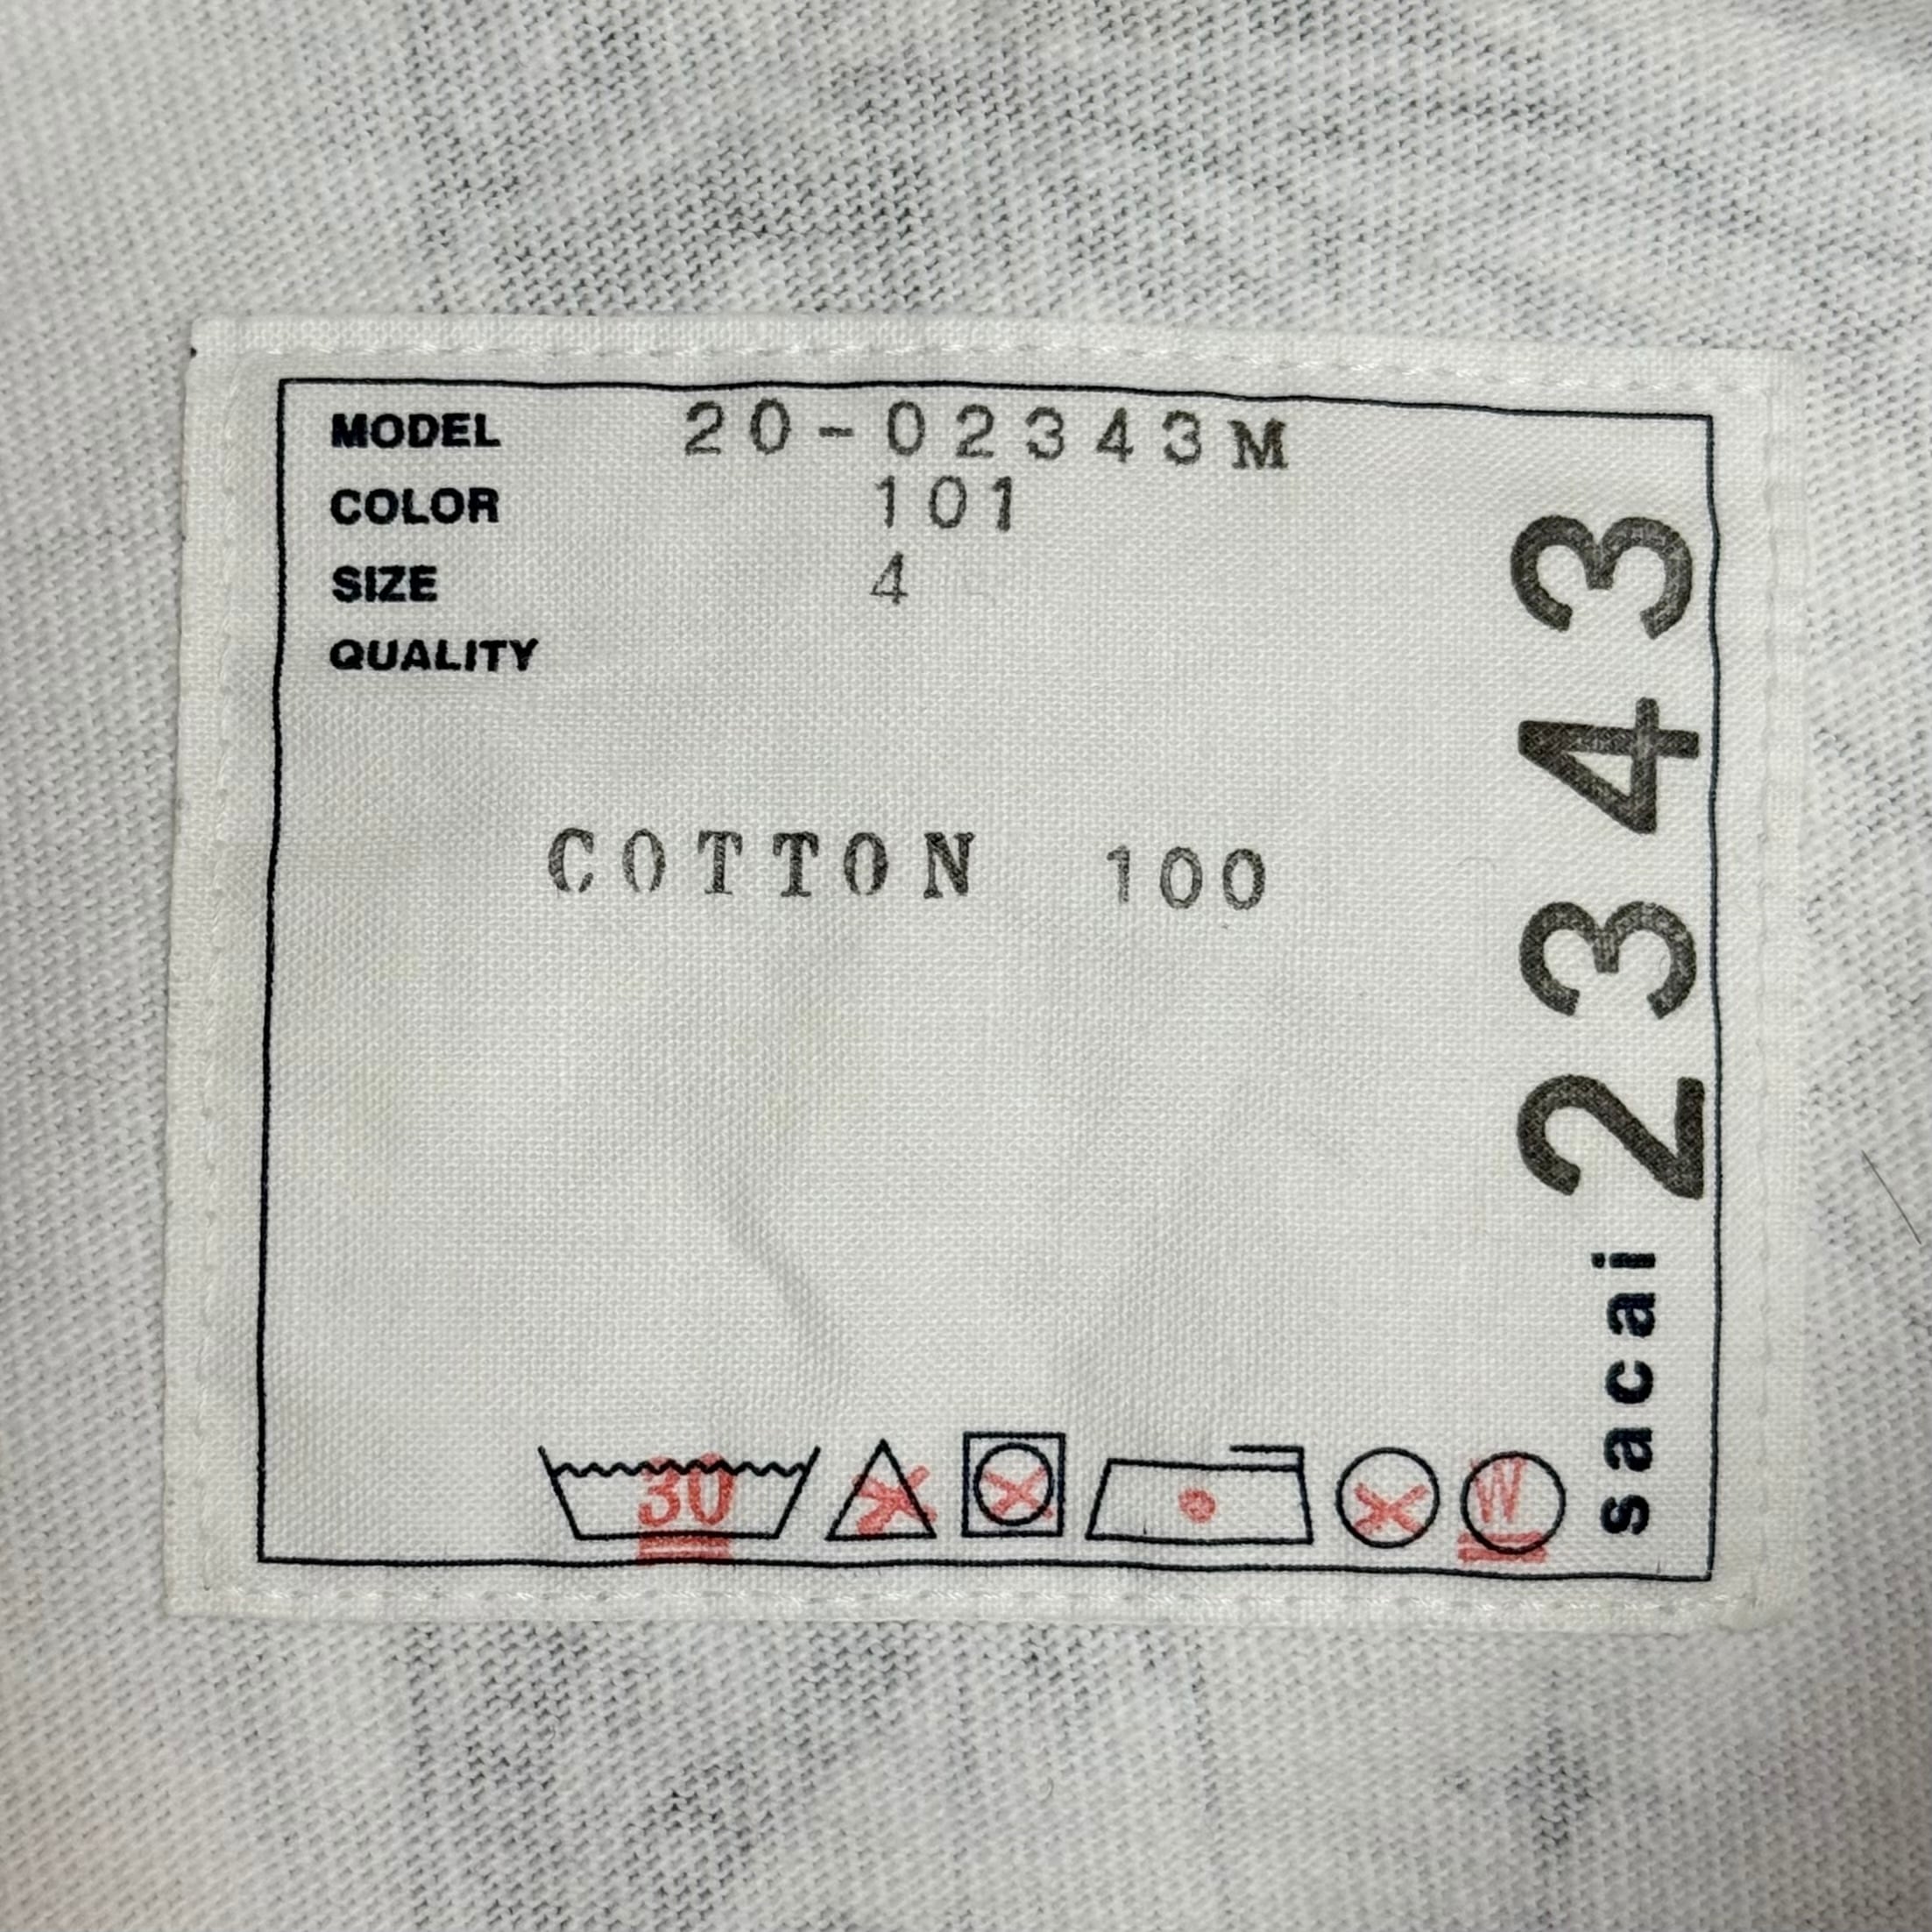 MODEL 20-02343M
COLOR 101
SIZE 4
QUALITY
COTTON 100
30
W
sacai 2343